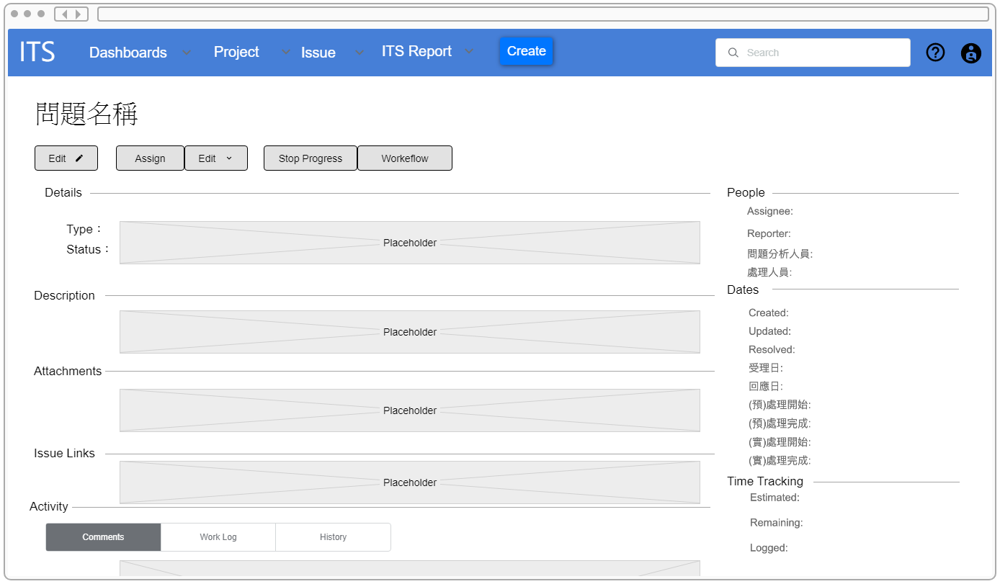 ITS Dashboards Project Issue ITS Report Create Search
問題名稱
Edit Assign Edit Stop Progress Workeflow
Details
Type：
Status：
Placeholder
Description
Placeholder
Attachments
Placeholder
Issue Links
Placeholder
Activity
Comments Work Log History
People
Assignee:
Reporter:
問題分析人員:
處理人員:
Dates
Created:
Updated:
Resolved:
受理日:
回應日:
(預)處理開始:
(預)處理完成:
(實)處理開始:
(實)處理完成:
Time Tracking
Estimated:
Remaining:
Logged: